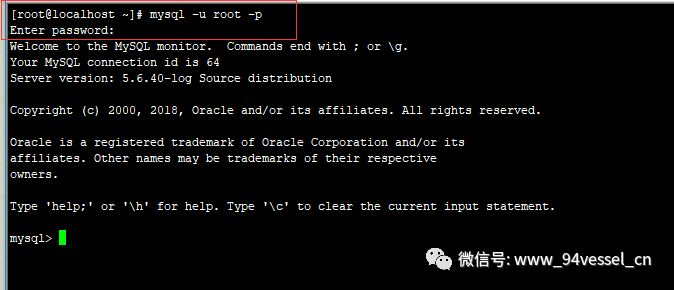 [root@localhost ~]# mysql -u root -p
Enter password:
Welcome to the MySQL monitor.  Commands end with ; or \g.
Your MySQL connection id is 64
Server version: 5.6.40-log Source distribution
Copyright (c) 2000, 2018, Oracle and/or its affiliates. All rights reserved.
Oracle is a registered trademark of Oracle Corporation and/or its
affiliates. Other names may be trademarks of their respective
owners.
Type 'help;' or '\h' for help. Type '\c' to clear the current input statement.
mysql>
微信号: www_94vessel_cn